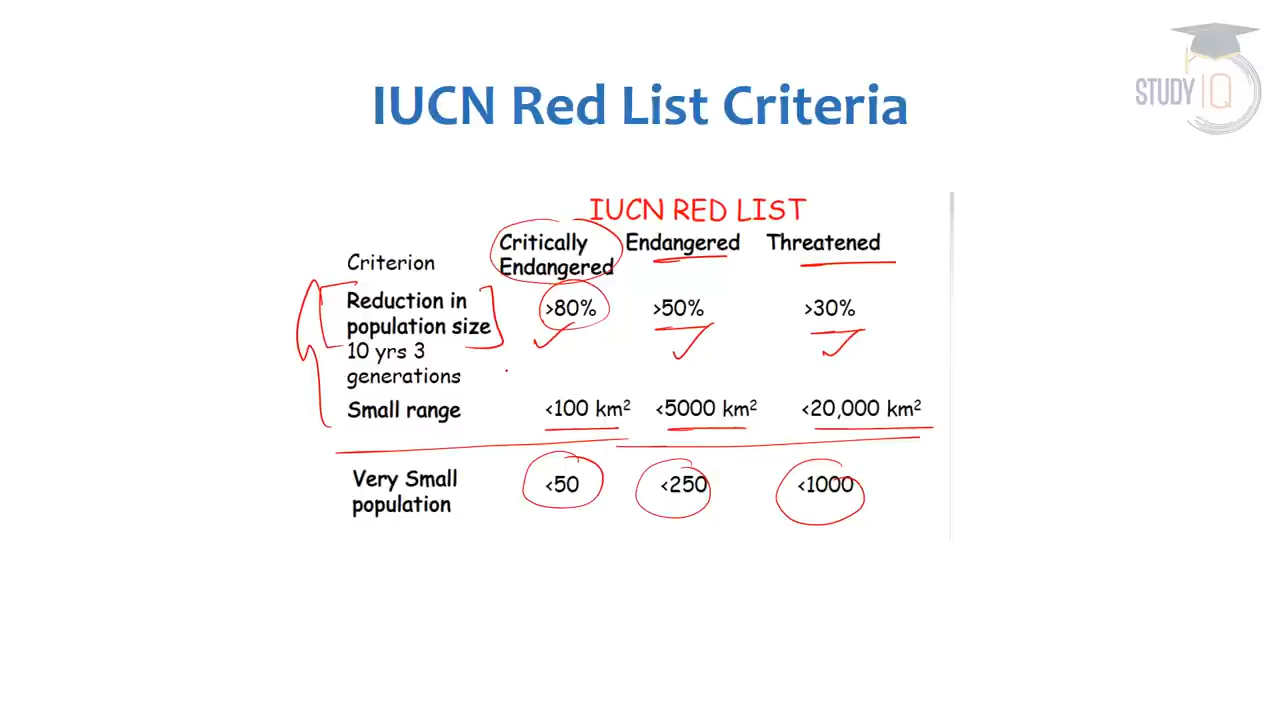 STUDY IQ
IUCN Red List Criteria
IUCN RED LIST
Criterion Critically Endangered Endangered Threatened
Reduction in population size >80% >50% >30%
10 yrs 3
generations
Small range <100 km² <5000 km² <20,000 km²
Very Small population <50 <250 <1000